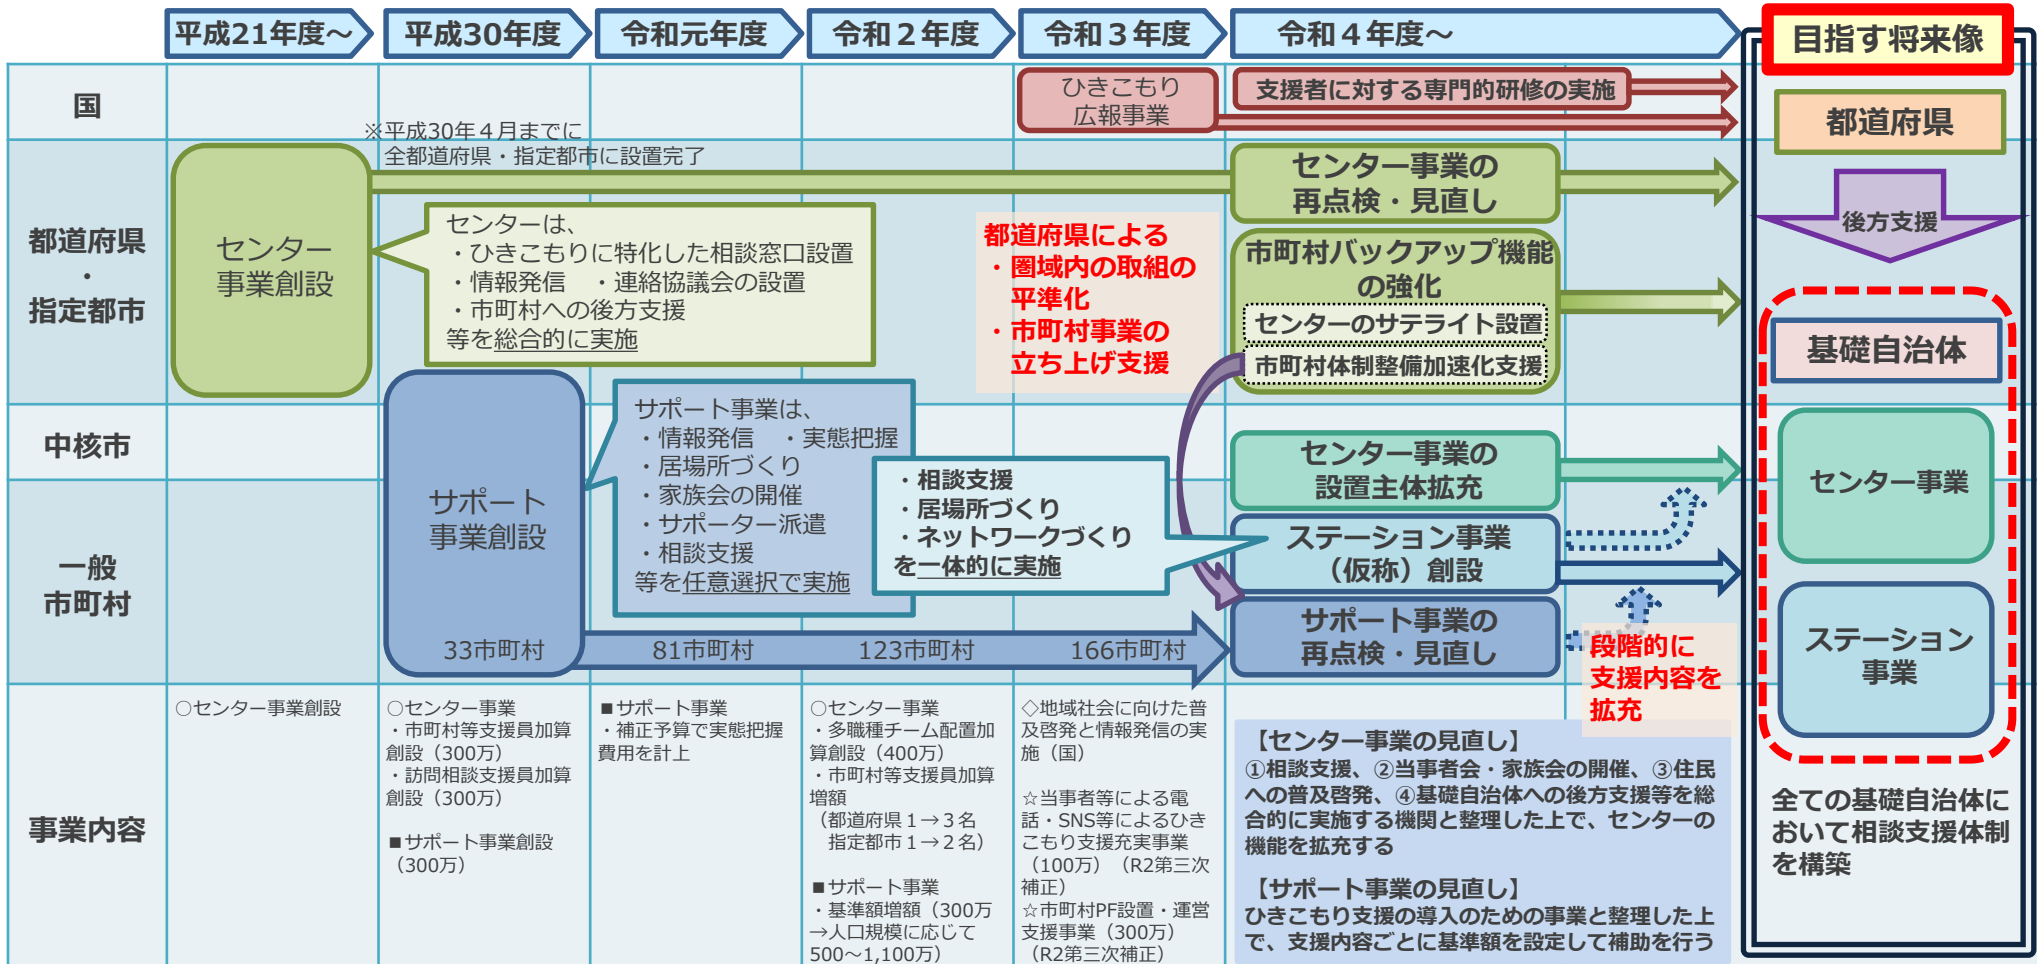 平成21年度～
平成30年度
令和元年度
令和２年度
令和３年度
令和４年度～
目指す将来像
国
ひきこもり
広報事業
支援者に対する専門的研修の実施
※平成30年４月までに
全都道府県・指定都市に設置完了
都道府県
・
指定都市
センター
事業創設
センターは、
・ひきこもりに特化した相談窓口設置
・情報発信　・連絡協議会の設置
・市町村への後方支援
等を総合的に実施
都道府県による
・圏域内の取組の
平準化
・市町村事業の
立ち上げ支援
センター事業の
再点検・見直し
市町村バックアップ機能
の強化
センターのサテライト設置
市町村体制整備加速化支援
中核市
一般
市町村
サポート
事業創設
サポート事業は、
・情報発信　・実態把握
・居場所づくり
・家族会の開催
・サポーター派遣
・相談支援
等を任意選択で実施
・相談支援
・居場所づくり
・ネットワークづくり
を一体的に実施
センター事業の
設置主体拡充
ステーション事業
（仮称）創設
サポート事業の
再点検・見直し
33市町村
81市町村
123市町村
166市町村
段階的に
支援内容を
拡充
都道府県
後方支援
基礎自治体
センター事業
ステーション
事業
全ての基礎自治体に
おいて相談支援体制
を構築
事業内容
○センター事業創設
○センター事業
・市町村等支援員加算
創設（300万）
・訪問相談支援員加算
創設（300万）
■サポート事業創設
（300万）
■サポート事業
・補正予算で実態把握
費用を計上
○センター事業
・多職種チーム配置加
算創設（400万）
・市町村等支援員加算
増額
（都道府県１→３名
指定都市１→２名）
■サポート事業
・基準額増額（300万
→人口規模に応じて
500～1,100万）
◇地域社会に向けた普
及啓発と情報発信の実
施（国）
☆当事者等による電
話・SNS等によるひき
こもり支援充実事業
（100万）（R2第三次
補正）
☆市町村PF設置・運営
支援事業（300万）
（R2第三次補正）
【センター事業の見直し】
①相談支援、②当事者会・家族会の開催、③住民
への普及啓発、④基礎自治体への後方支援等を総
合的に実施する機関と整理した上で、センターの
機能を拡充する
【サポート事業の見直し】
ひきこもり支援の導入のための事業と整理した上
で、支援内容ごとに基準額を設定して補助を行う